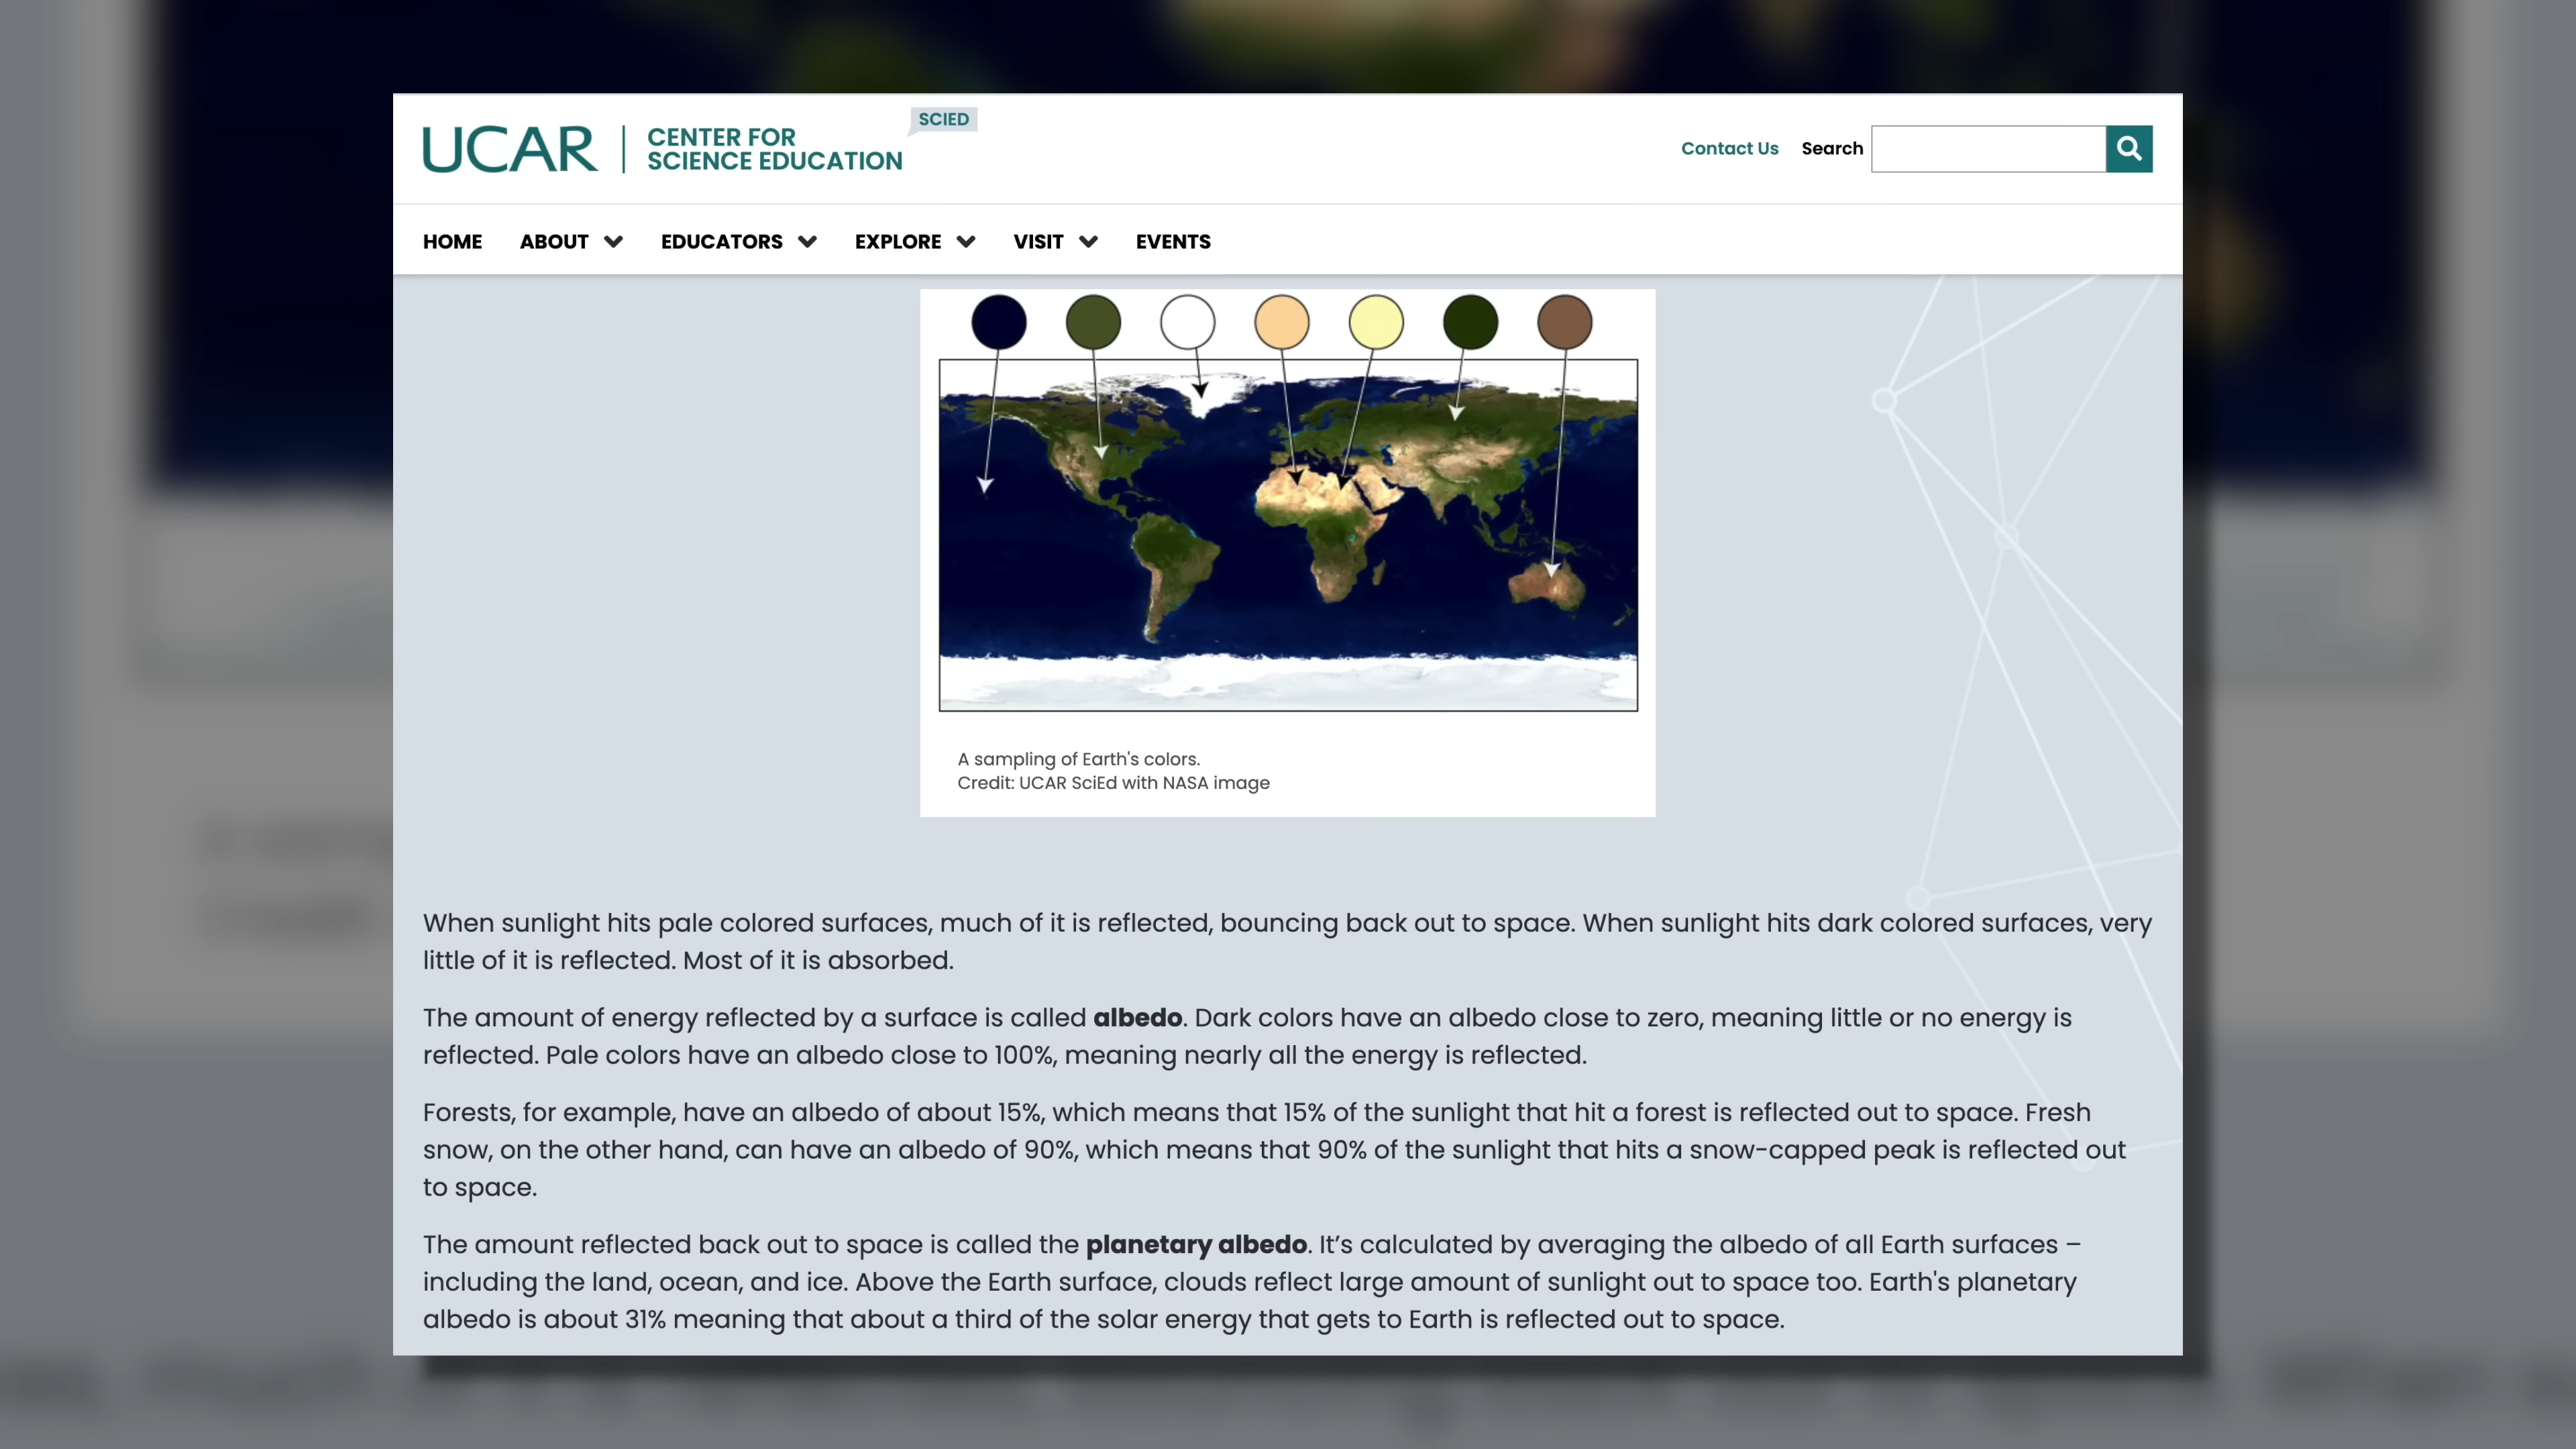 SCIED
UCAR
CENTER FOR
SCIENCE EDUCATION
Contact Us
Search
HOME
ABOUT
EDUCATORS
EXPLORE
VISIT
EVENTS
A sampling of Earth's colors.
Credit: UCAR SciEd with NASA image
When sunlight hits pale colored surfaces, much of it is reflected, bouncing back out to space. When sunlight hits dark colored surfaces, very
little of it is reflected. Most of it is absorbed.
The amount of energy reflected by a surface is called albedo. Dark colors have an albedo close to zero, meaning little or no energy is
reflected. Pale colors have an albedo close to 100%, meaning nearly all the energy is reflected.
Forests, for example, have an albedo of about 15%, which means that 15% of the sunlight that hit a forest is reflected out to space. Fresh
snow, on the other hand, can have an albedo of 90%, which means that 90% of the sunlight that hits a snow-capped peak is reflected out
to space.
The amount reflected back out to space is called the planetary albedo. It’s calculated by averaging the albedo of all Earth surfaces –
including the land, ocean, and ice. Above the Earth surface, clouds reflect large amount of sunlight out to space too. Earth's planetary
albedo is about 31% meaning that about a third of the solar energy that gets to Earth is reflected out to space.